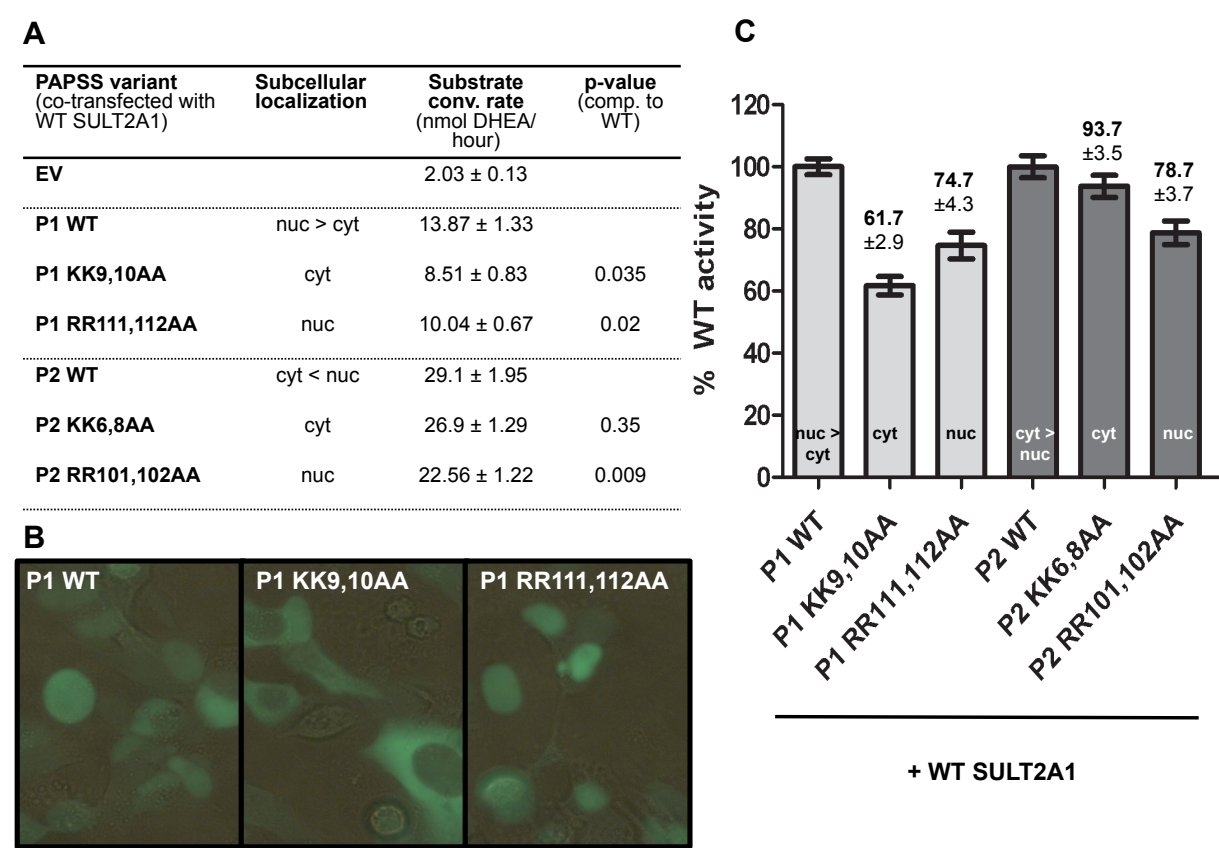 A
PAPSS variant
(co-transfected with
WT SULT2A1)
Subcellular
localization
Substrate
conv. rate
(nmol DHEA/
hour)
p-value
(comp. to
WT)
EV 2.03 ± 0.13
P1 WT nuc > cyt 13.87 ± 1.33
P1 KK9,10AA cyt 8.51 ± 0.83 0.035
P1 RR111,112AA nuc 10.04 ± 0.67 0.02
P2 WT cyt < nuc 29.1 ± 1.95
P2 KK6,8AA cyt 26.9 ± 1.29 0.35
P2 RR101,102AA nuc 22.56 ± 1.22 0.009
B
P1 WT
P1 KK9,10AA
P1 RR111,112AA
C
% WT activity
120
100
80
60
40
20
0
61.7
±2.9
74.7
±4.3
93.7
±3.5
78.7
±3.7
nuc >
cyt
cyt
nuc
cyt >
nuc
cyt
nuc
P1 WT
P1 KK9,10AA
P1 RR111,112AA
P2 WT
P2 KK6,8AA
P2 RR101,102AA
+ WT SULT2A1